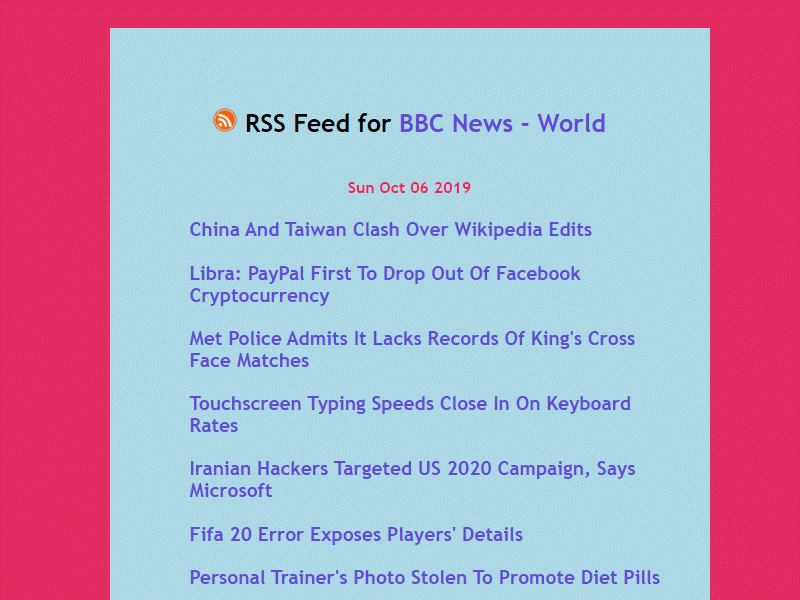 RSS Feed for BBC News - World
Sun Oct 06 2019
China And Taiwan Clash Over Wikipedia Edits
Libra: PayPal First To Drop Out Of Facebook
Cryptocurrency
Met Police Admits It Lacks Records Of King's Cross
Face Matches
Touchscreen Typing Speeds Close In On Keyboard
Rates
Iranian Hackers Targeted US 2020 Campaign, Says
Microsoft
Fifa 20 Error Exposes Players' Details
Personal Trainer's Photo Stolen To Promote Diet Pills